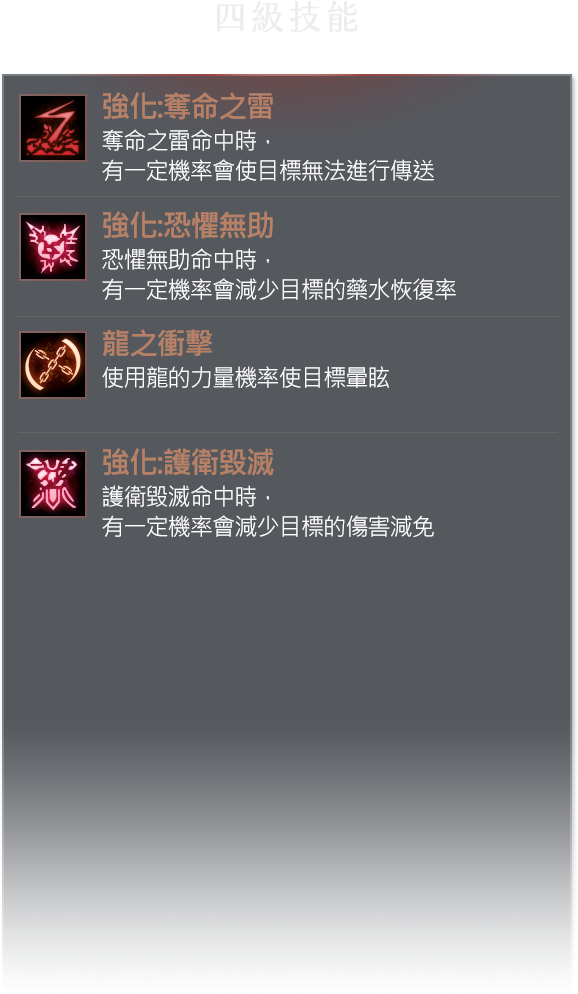 四級技能
強化:奪命之雷
奪命之雷命中時，
有一定機率會使目標無法進行傳送
強化:恐懼無助
恐懼無助命中時，
有一定機率會減少目標的藥水恢復率
龍之衝擊
使用龍的力量機率使目標暈眩
強化:護衛毀滅
護衛毀滅命中時，
有一定機率會減少目標的傷害減免